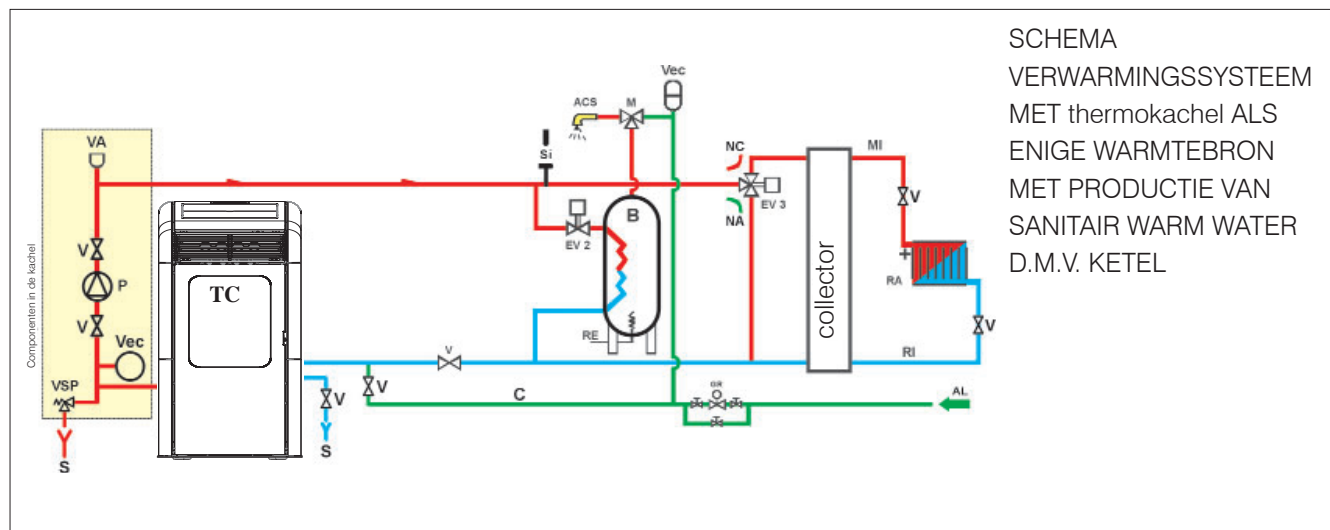 SCHEMA
VERWARMINGSSYSTEEM
MET thermokachel ALS
ENIGE WARMTEBRON
MET PRODUCTIE VAN
SANITAIR WARM WATER
D.M.V. KETEL
Componenten in de kachel
VA
V
P
V
Vec
VSP
S
TC
V
S
V
C
V
Si
ACS
M
Vec
EV 2
B
RE
NC
NA
EV 3
collector
MI
V
RA
V
RI
GR
AL